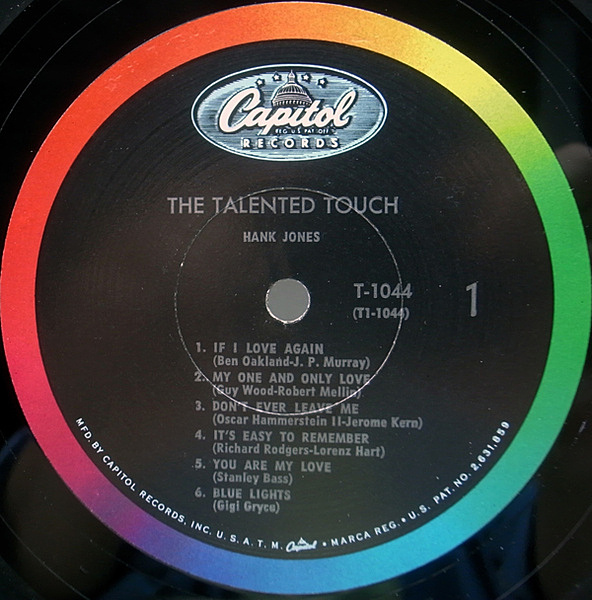 Capitol
REG. U.S. PAT. OFF.
RECORDS
THE TALENTED TOUCH
HANK JONES
T-1044
(T1-1044)
1
1. IF I LOVE AGAIN
(Ben Oakland-J. P. Murray)
2. MY ONE AND ONLY LOVE
(Guy Wood-Robert Mellin)
3. DON'T EVER LEAVE ME
(Oscar Hammerstein II-Jerome Kern)
4. IT'S EASY TO REMEMBER
(Richard Rodgers-Lorenz Hart)
5. YOU ARE MY LOVE
(Stanley Bass)
6. BLUE LIGHTS
(Gigi Gryce)
MFD. BY CAPITOL RECORDS, INC. U. S. A. T. M. Capitol • MARCA REG. • U. S. PAT. NO. 2,631,859